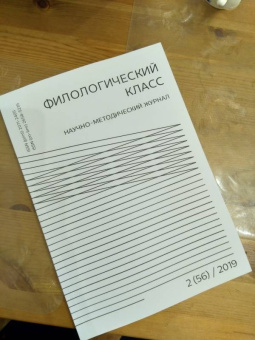 ФИЛОЛОГИЧЕСКИЙ
КЛАСС
НАУЧНО-МЕТОДИЧЕСКИЙ ЖУРНАЛ
2 (56) / 2019